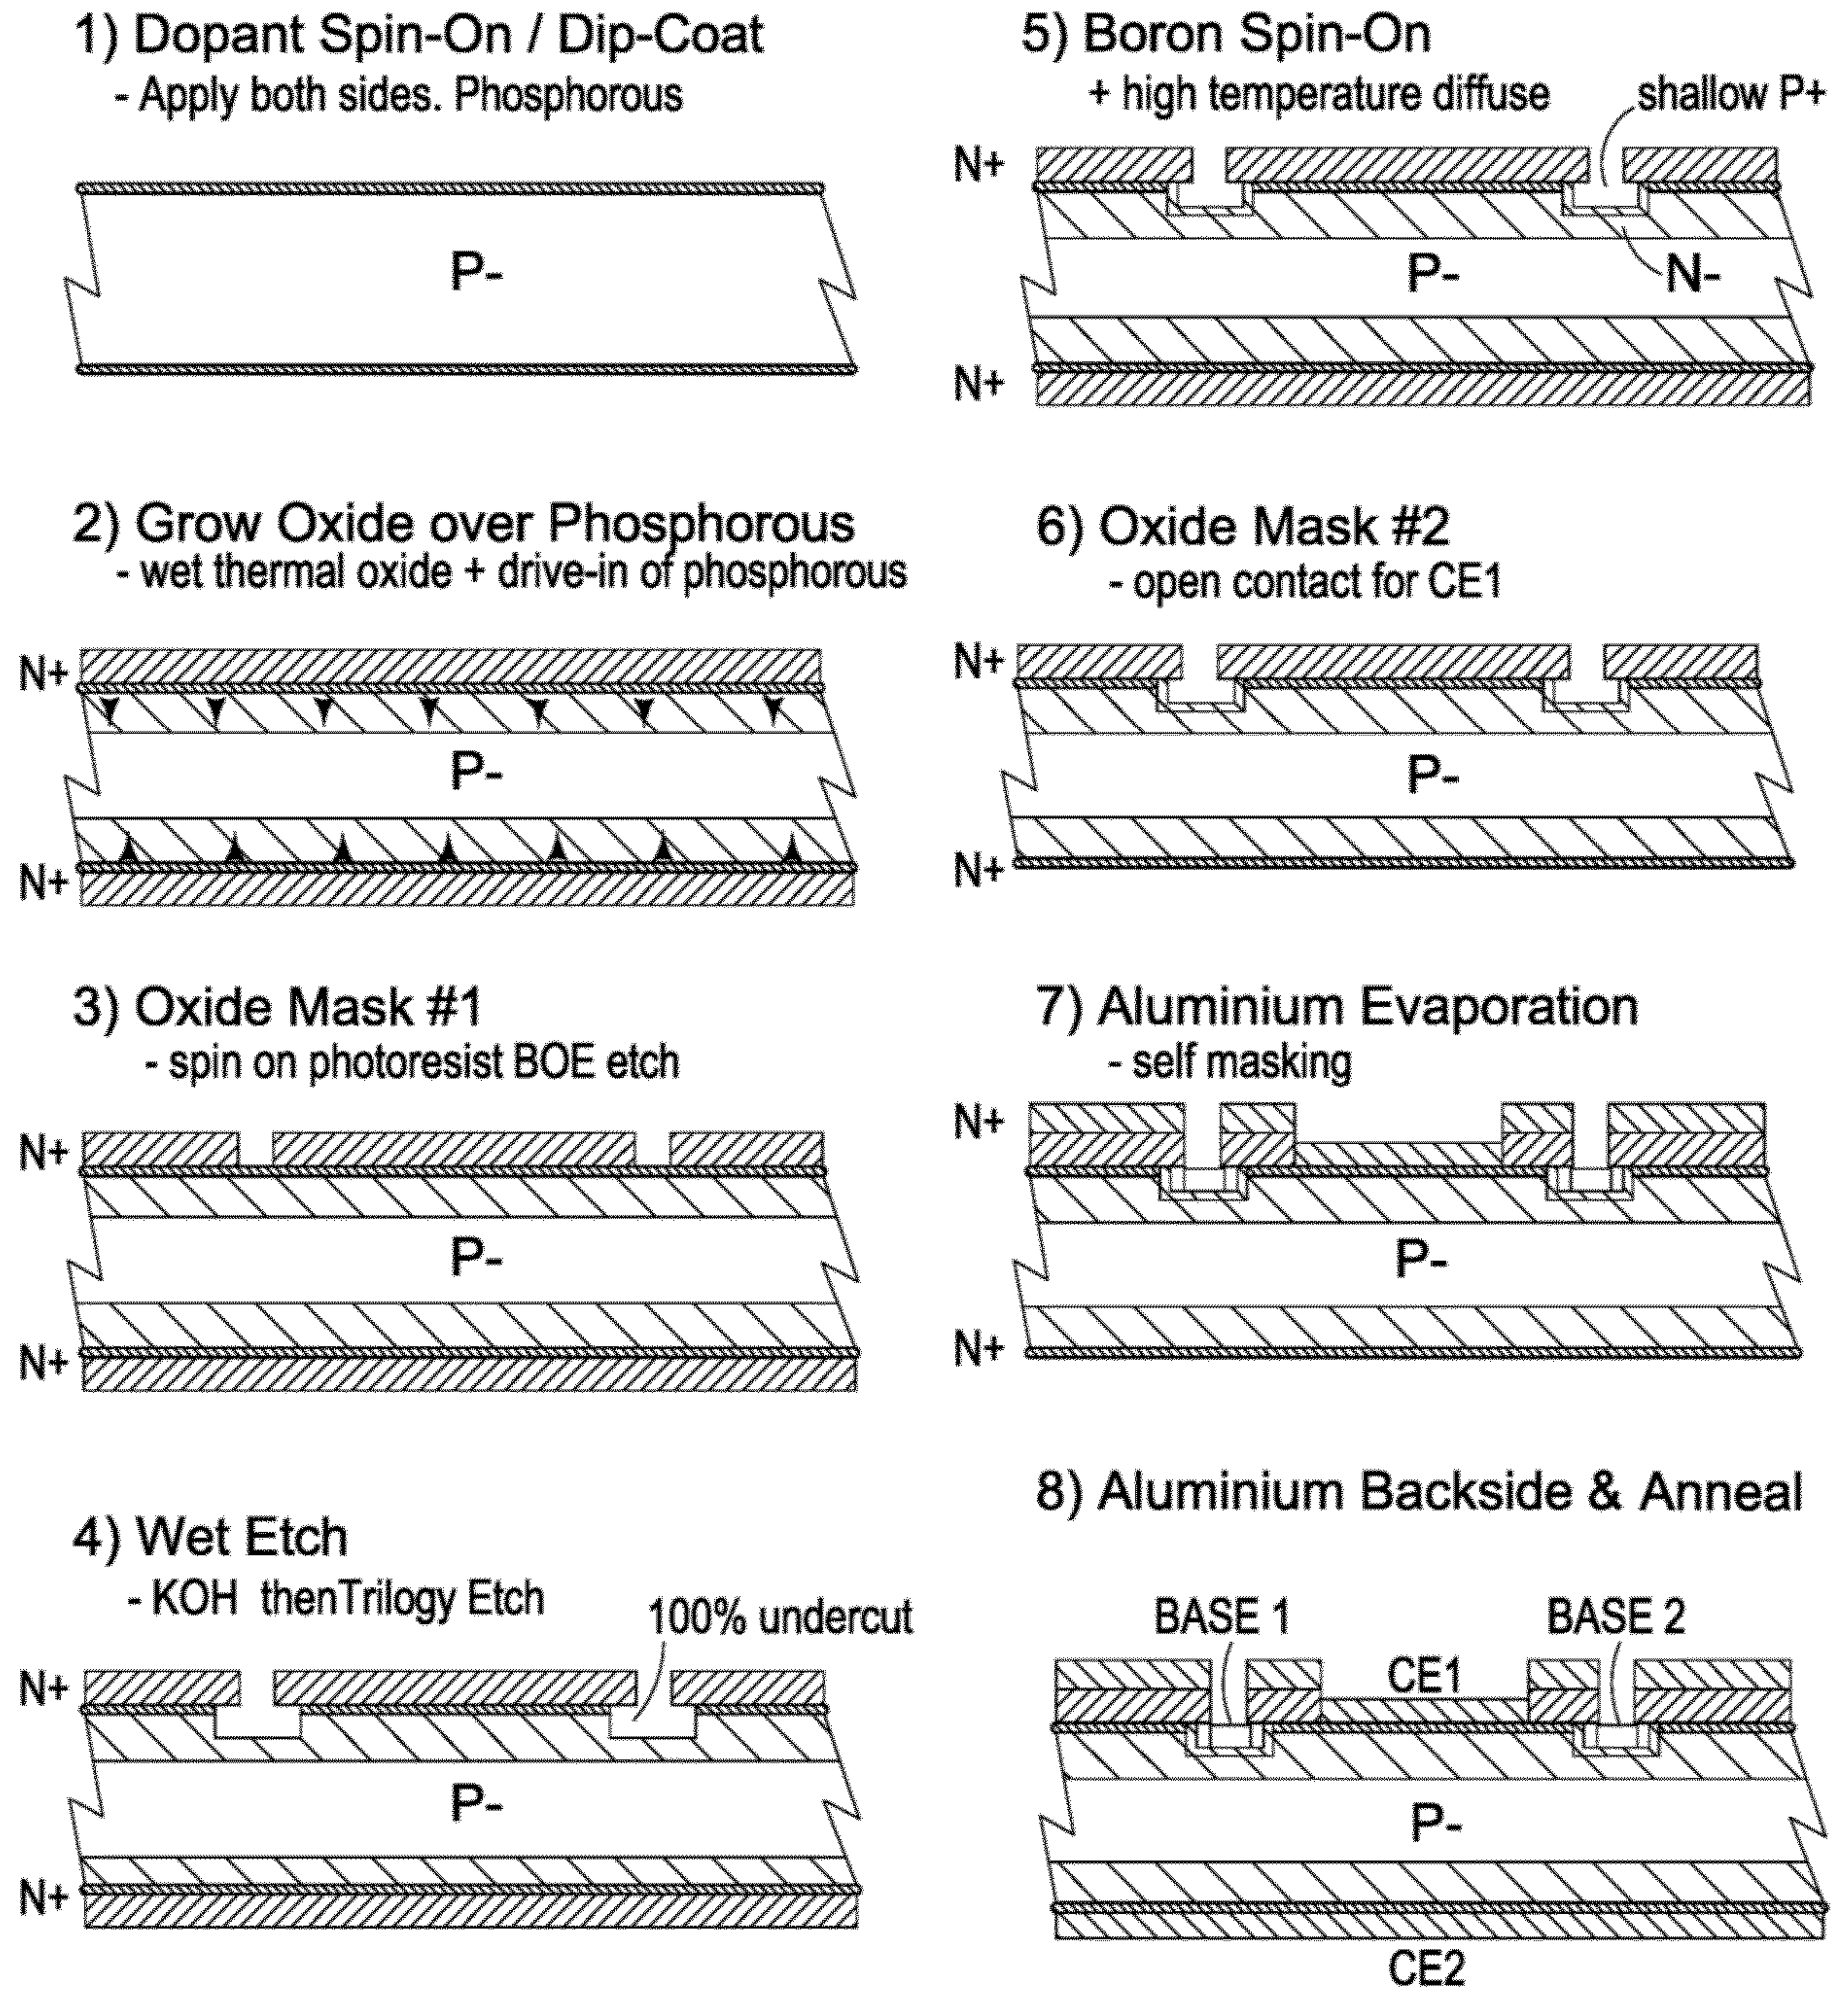 1) Dopant Spin-On / Dip-Coat
- Apply both sides. Phosphorous
P-
2) Grow Oxide over Phosphorous
- wet thermal oxide + drive-in of phosphorous
N+
P-
N+
3) Oxide Mask #1
- spin on photoresist BOE etch
N+
P-
N+
4) Wet Etch
- KOH thenTrilogy Etch
100% undercut
N+
P-
N+
5) Boron Spin-On
+ high temperature diffuse
shallow P+
N+
P-
N-
N+
6) Oxide Mask #2
- open contact for CE1
N+
P-
N+
7) Aluminium Evaporation
- self masking
N+
P-
N+
8) Aluminium Backside & Anneal
BASE 1
BASE 2
CE1
P-
CE2